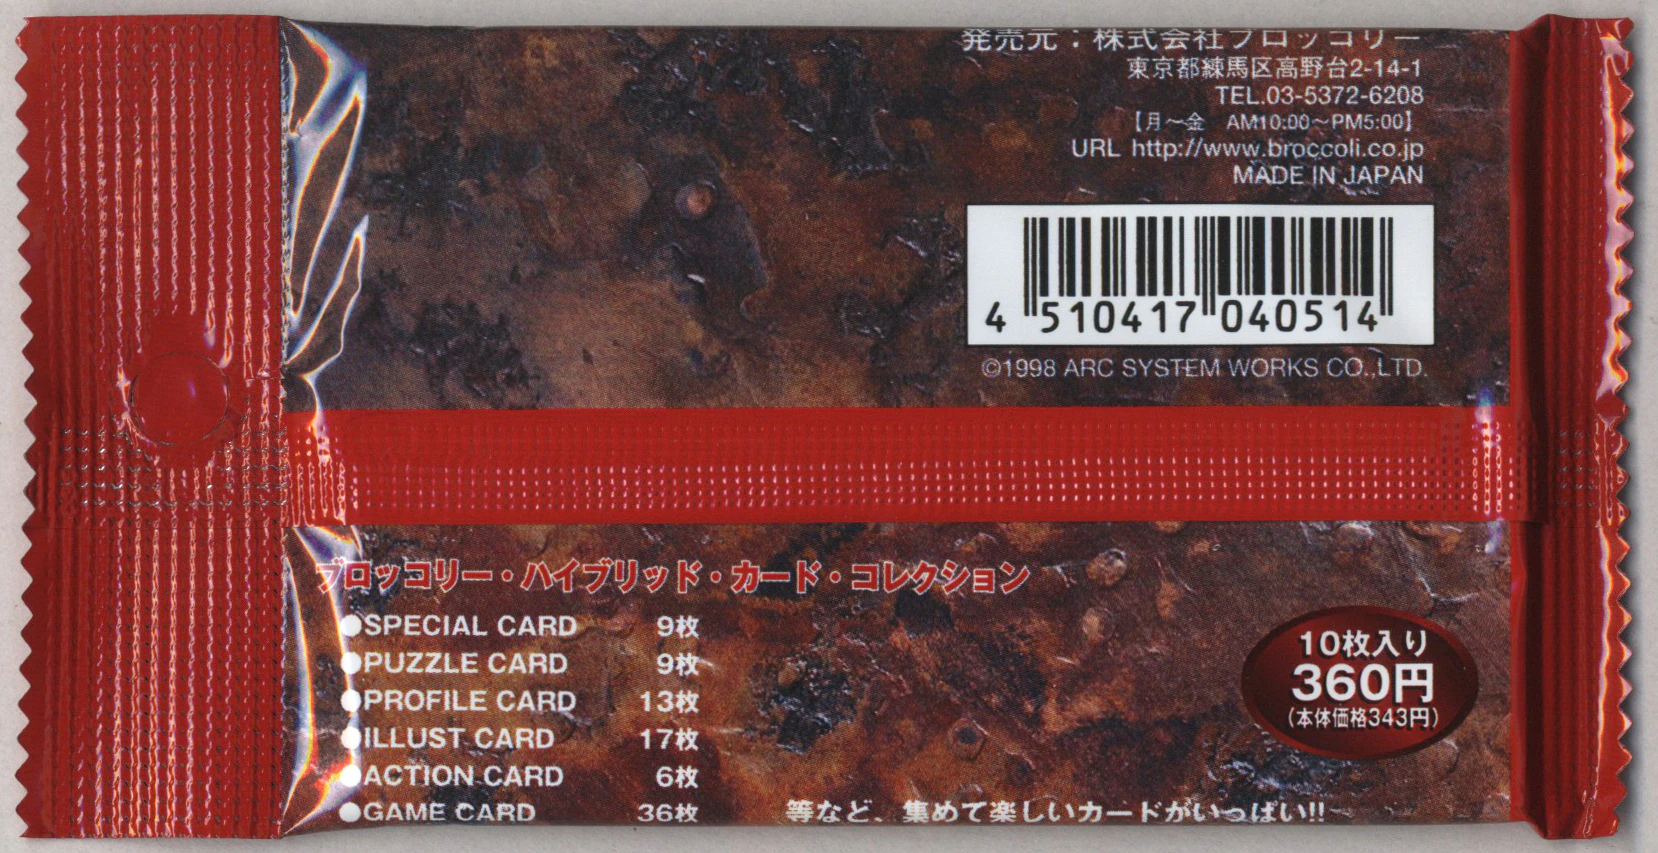 発売元：株式会社ブロッコリー
東京都練馬区高野台2-14-1
TEL.03-5372-6208
【月〜金　AM10:00〜PM5:00】
URL http://www.broccoli.co.jp
MADE IN JAPAN
4 510417 040514
©1998 ARC SYSTEM WORKS CO.,LTD.
ブロッコリー・ハイブリッド・カード・コレクション
●SPECIAL CARD 9枚
●PUZZLE CARD 9枚
●PROFILE CARD 13枚
●ILLUST CARD 17枚
●ACTION CARD 6枚
●GAME CARD 36枚
等など、集めて楽しいカードがいっぱい!!
10枚入り
360円
(本体価格343円)